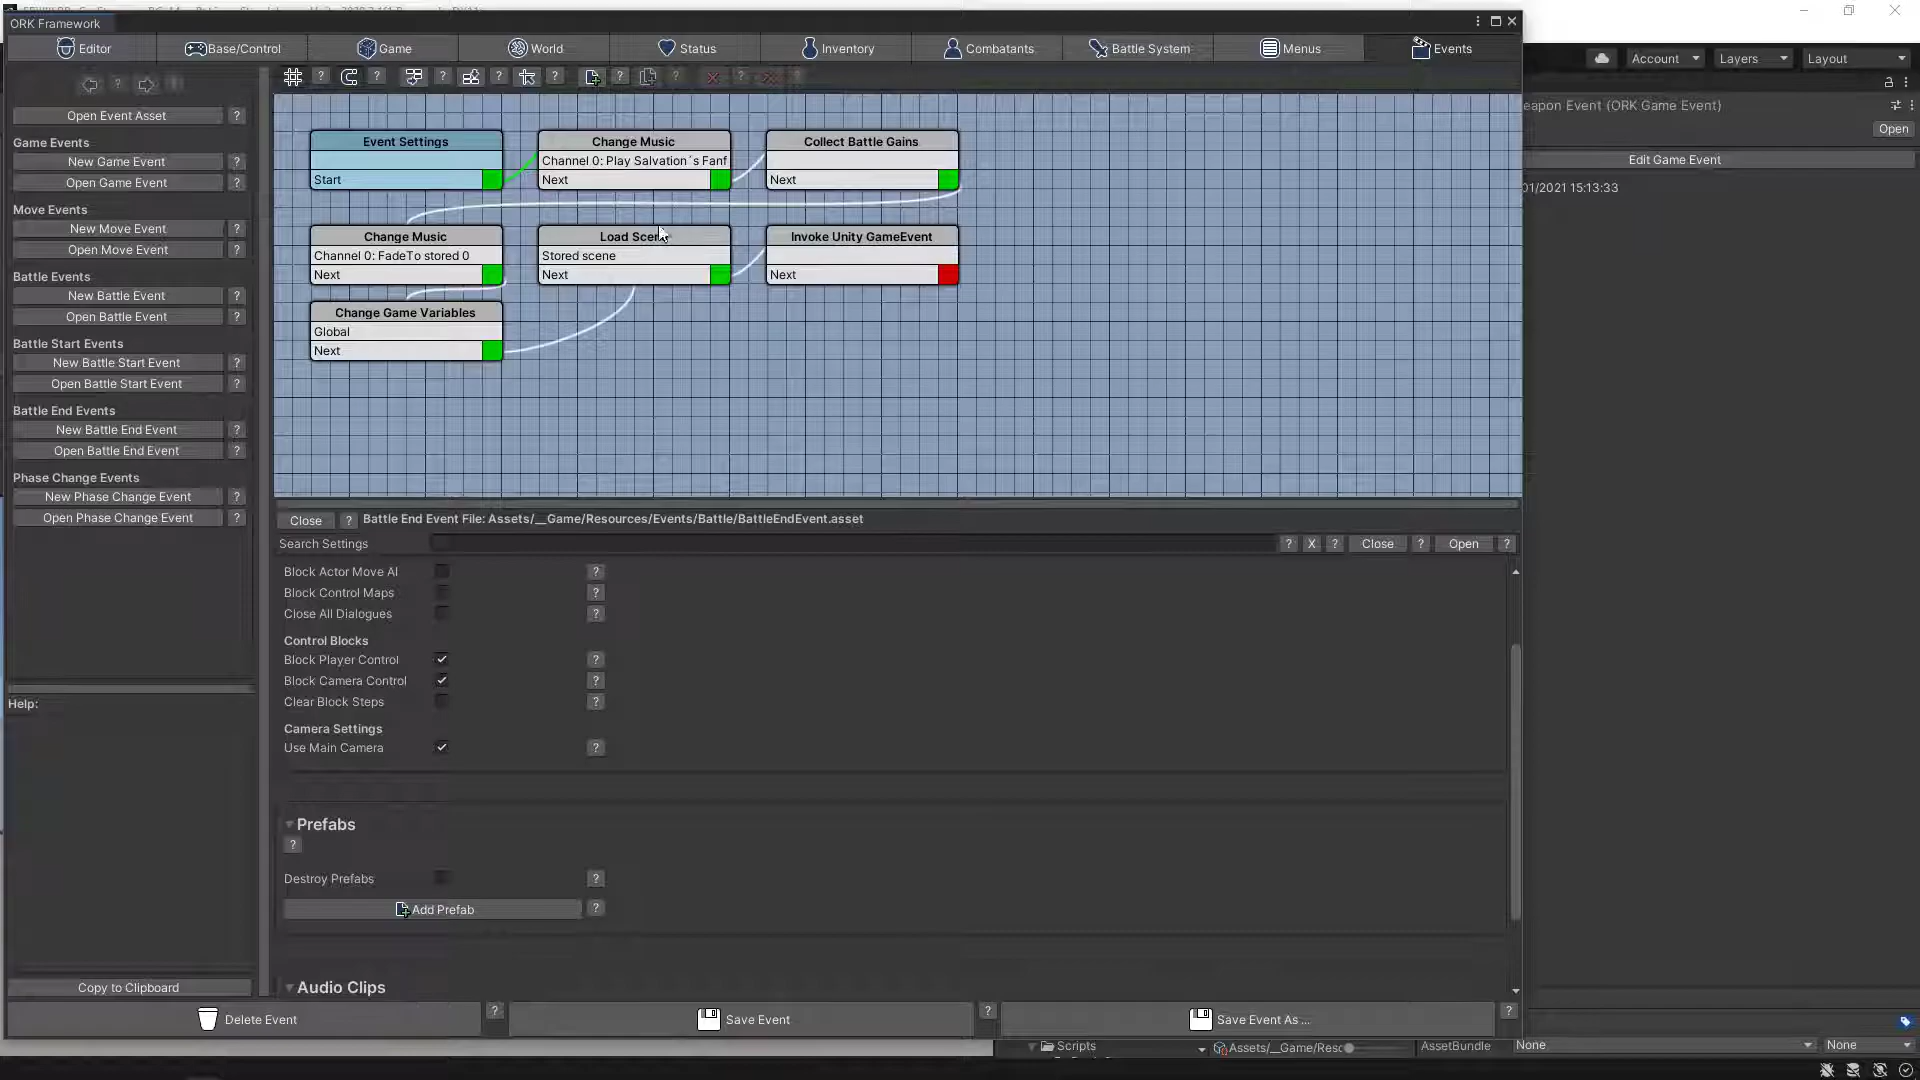 ORK Framework
Editor
Base/Control
Game
World
Status
Inventory
Combatants
Battle System
Menus
Events
Account
Layers
Layout
? ? ? ? ? ? ? ?
Open Event Asset ?
Game Events
New Game Event ?
Open Game Event ?
Move Events
New Move Event ?
Open Move Event ?
Battle Events
New Battle Event ?
Open Battle Event ?
Battle Start Events
New Battle Start Event ?
Open Battle Start Event ?
Battle End Events
New Battle End Event ?
Open Battle End Event ?
Phase Change Events
New Phase Change Event ?
Open Phase Change Event ?
Help:
Copy to Clipboard
Event Settings
Start
Change Music
Channel 0: Play Salvation´s Fanf
Next
Collect Battle Gains
Next
Change Music
Channel 0: FadeTo stored 0
Next
Load Scene
Stored scene
Next
Invoke Unity GameEvent
Next
Change Game Variables
Global
Next
Close ? Battle End Event File: Assets/__Game/Resources/Events/Battle/BattleEndEvent.asset
Search Settings ? X ? Close ? Open ?
Block Actor Move AI ?
Block Control Maps ?
Close All Dialogues ?
Control Blocks
Block Player Control ?
Block Camera Control ?
Clear Block Steps ?
Camera Settings
Use Main Camera ?
Prefabs
?
Destroy Prefabs ?
Add Prefab ?
Audio Clips
Delete Event ?
Save Event ?
Save Event As ... ?
eapon Event (ORK Game Event)
Open
Edit Game Event
01/2021 15:13:33
Scripts
Assets/__Game/Resc
AssetBundle None None